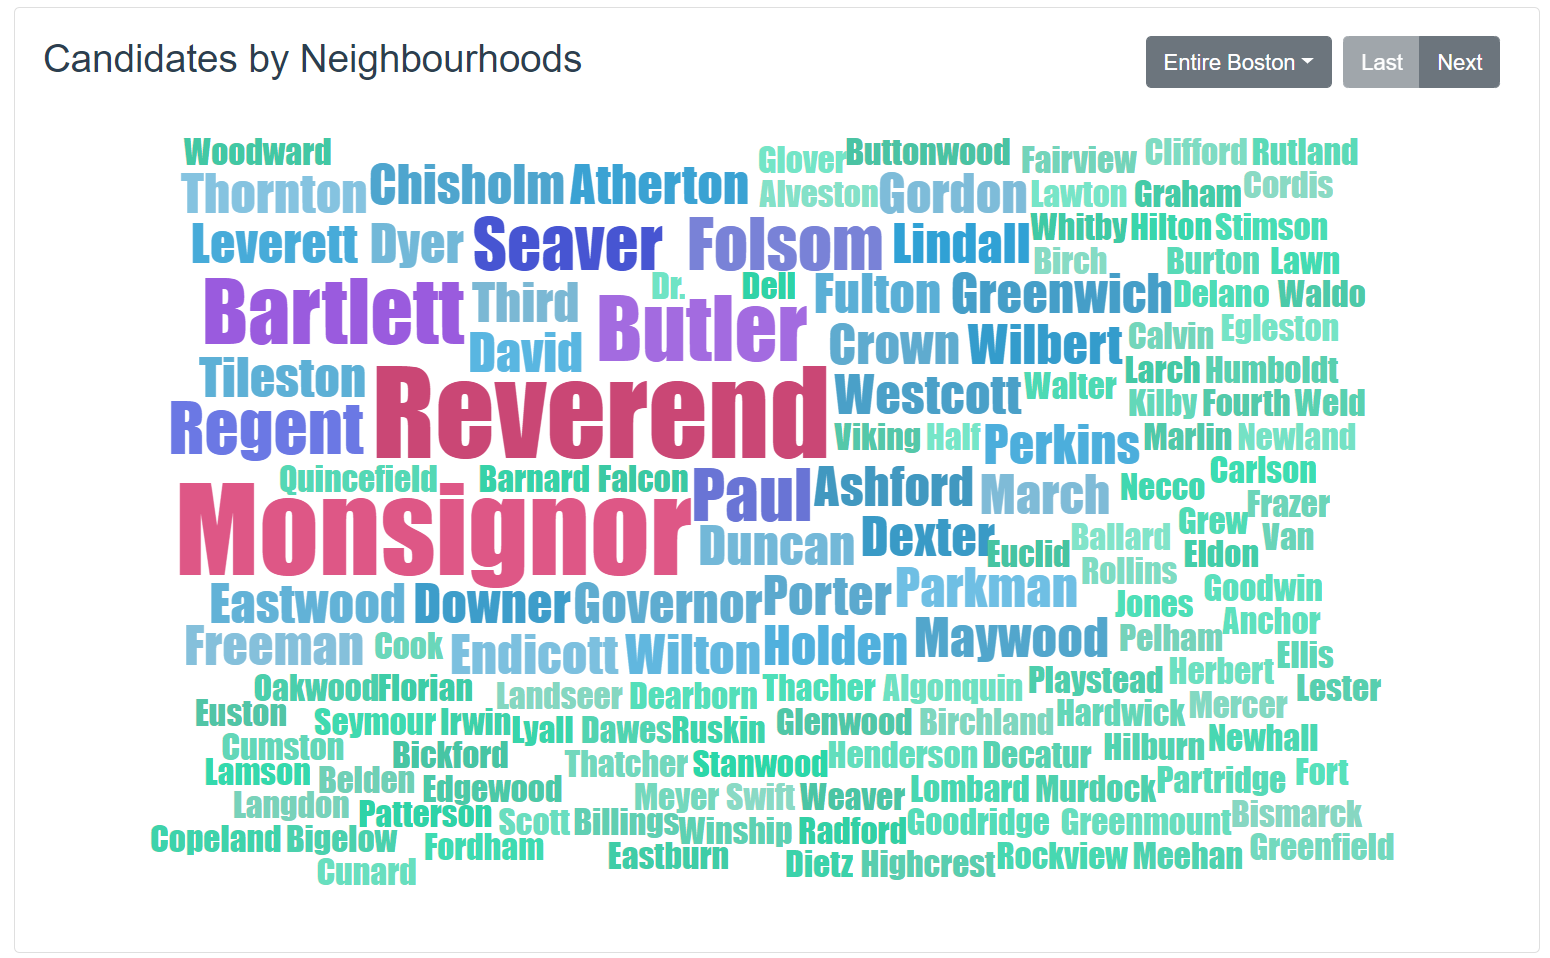 Candidates by Neighbourhoods
Entire Boston Last Next
Woodward Glover Buttonwood Fairview Clifford Rutland
Thornton Chisholm Atherton Alveston Gordon Lawton Graham Cordis
Leverett Dyer Seaver Folsom Lindall Whitby Hilton Stimson
Birch Burton Lawn
Bartlett Third Dr. Dell Butler Fulton Greenwich Delano Waldo
David Crown Wilbert Calvin Egleston
Tileston Reverend Westcott Walter Larch Humboldt
Regent Kilby Fourth Weld
Viking Half Perkins Marlin Newland
Quincefield Barnard Falcon Paul Ashford March Necco Carlson
Monsignor Grew Frazer
Duncan Dexter Euclid Ballard Eldon Van
Rollins
Eastwood Downer Governor Porter Parkman Jones Goodwin
Freeman Cook Endicott Wilton Holden Maywood Pelham Anchor
Ellis
Oakwood Florian Landseer Dearborn Thacher Algonquin Playstead Herbert Lester
Euston Seymour Irwin Lyall Dawes Ruskin Glenwood Birchland Hardwick Mercer
Cumston Bickford Thatcher Stanwood Henderson Decatur Hilburn Newhall
Lamson Belden Edgewood Meyer Swift Weaver Lombard Murdock Partridge Fort
Langdon Patterson Scott Billings Winship Radford Goodridge Greenmount Bismarck
Copeland Bigelow Fordham Eastburn Dietz Highcrest Rockview Meehan Greenfield
Cunard